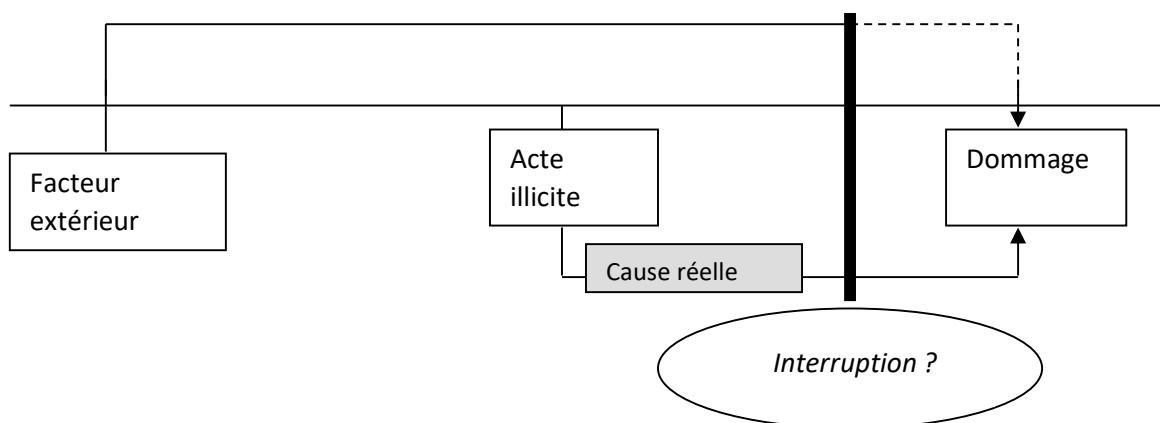 Facteur
extérieur
Acte
illicite
Dommage
Cause réelle
Interruption ?